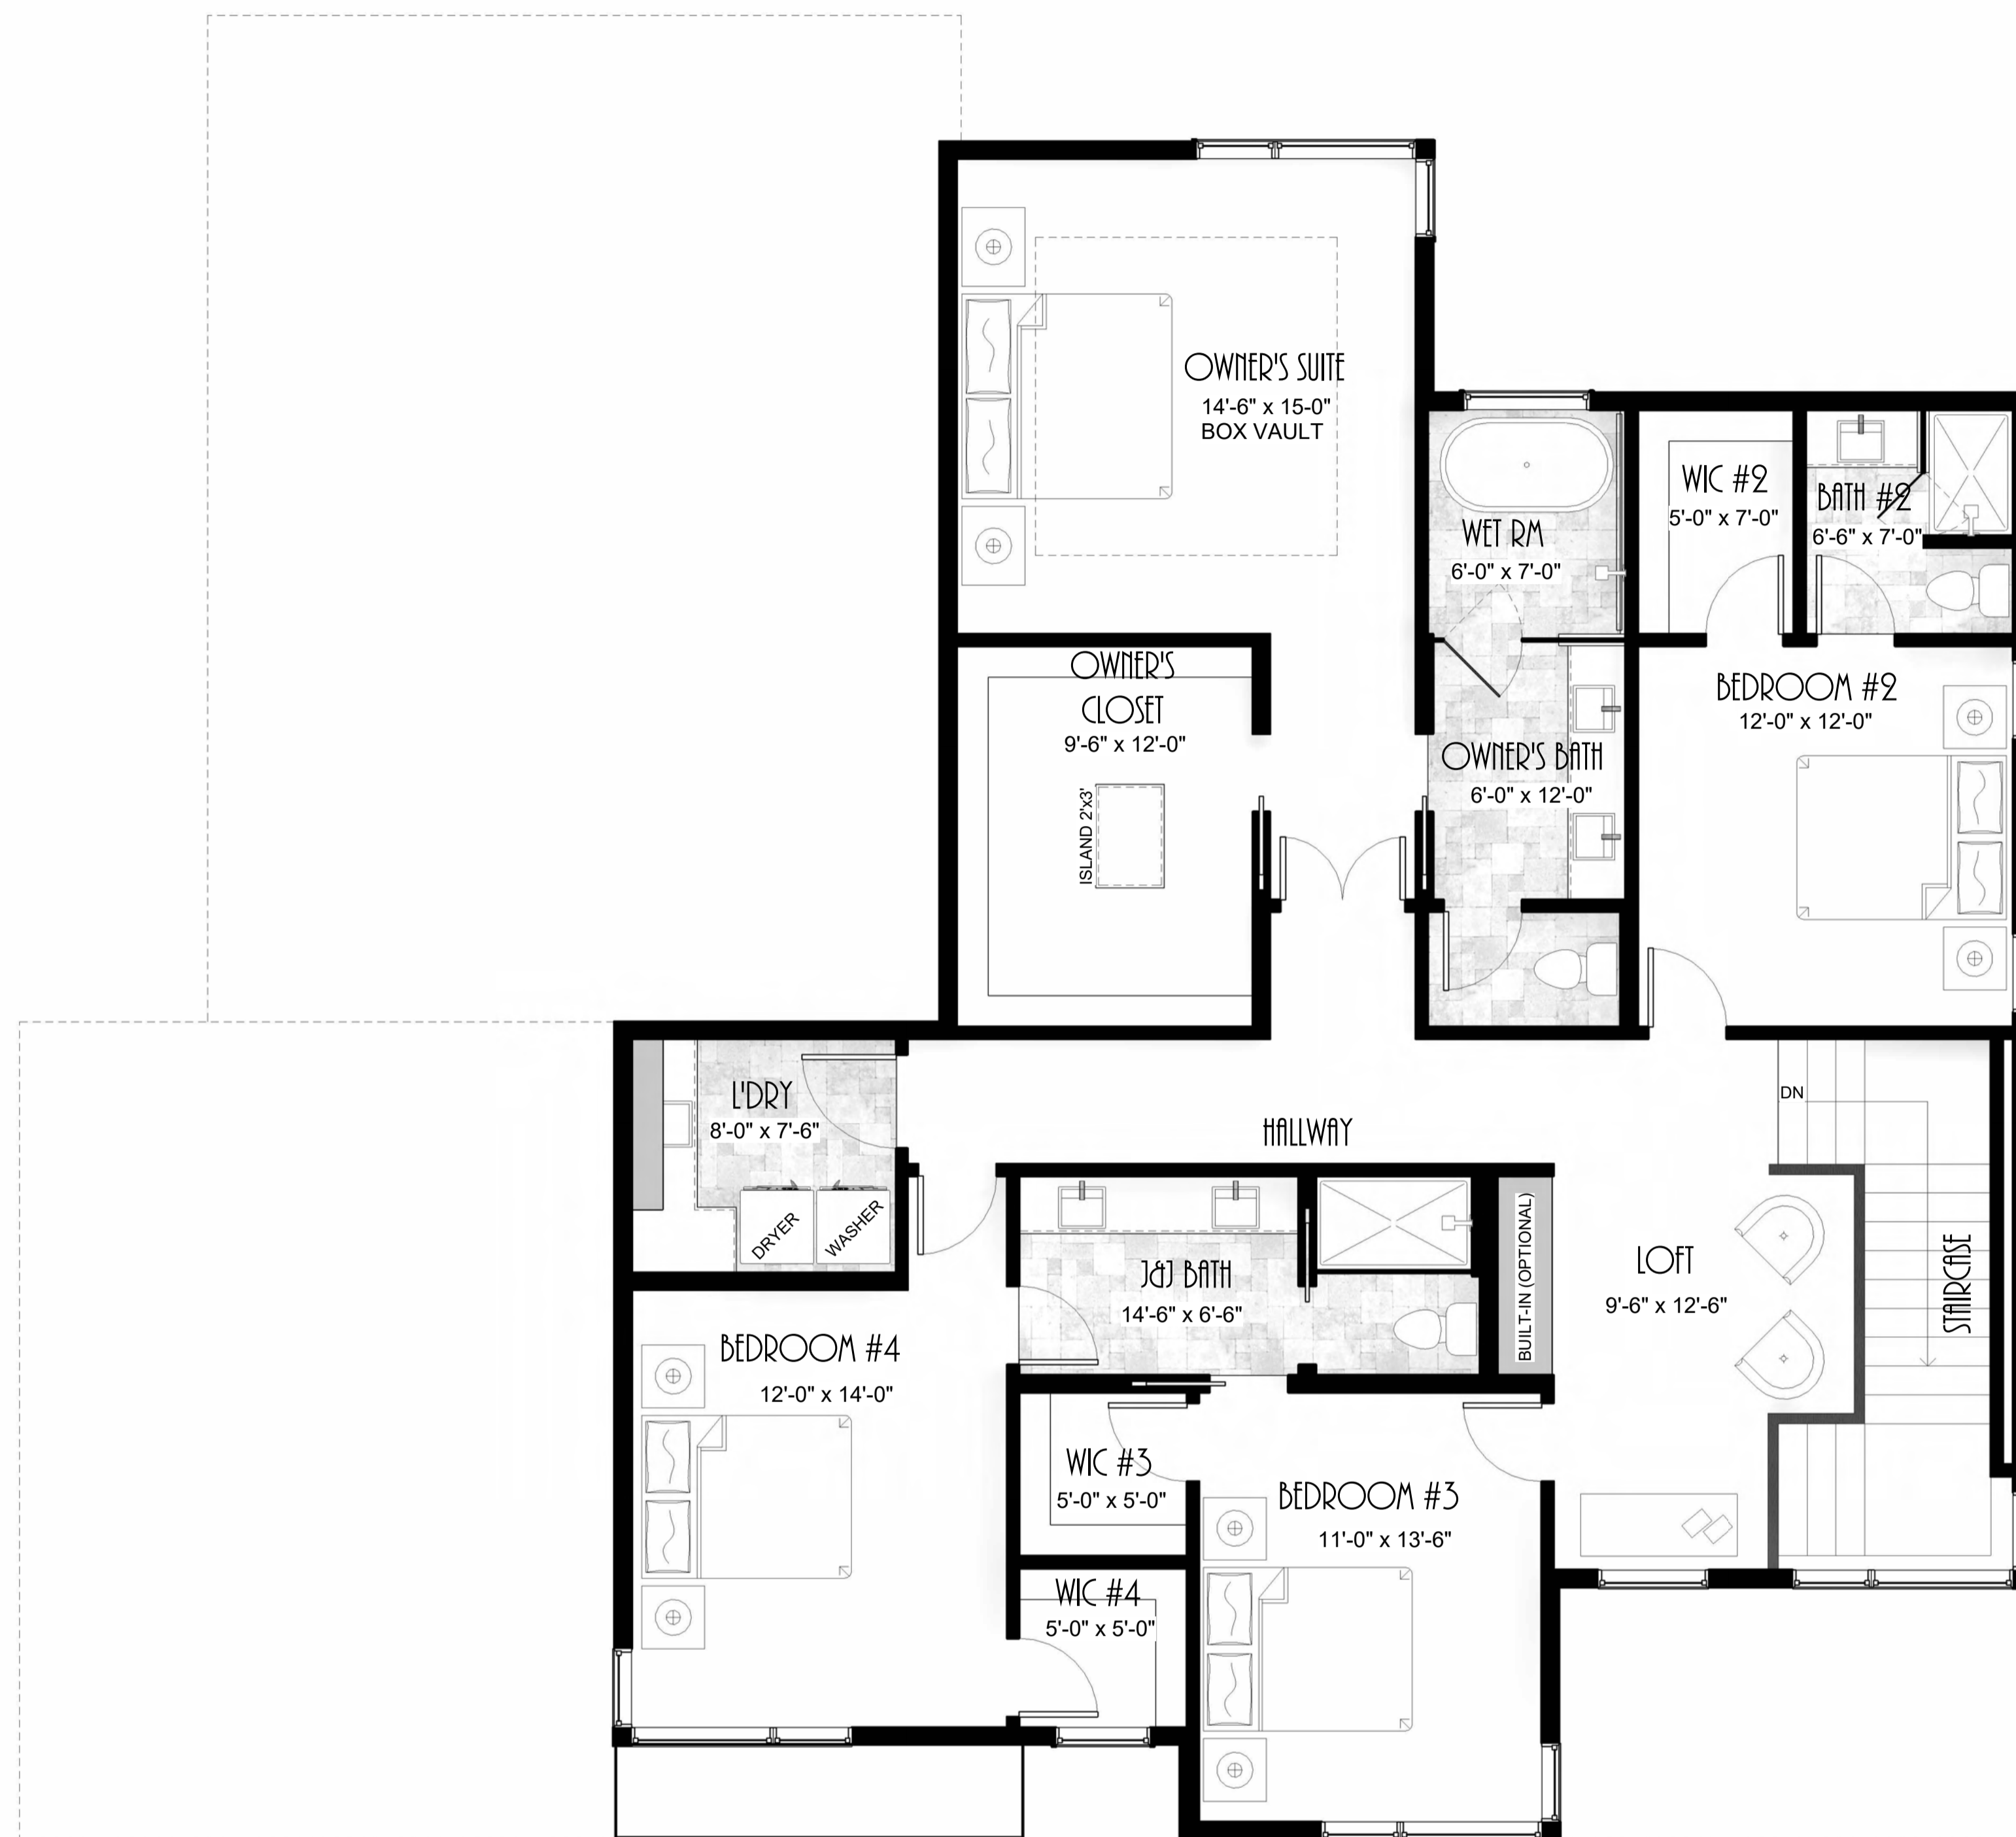 OWNER'S SUITE
14'-6" x 15-0"
BOX VAULT
WET RM
6'-0" x 7'-0"
WIC #2
5'-0" x 7'-0"
BATH #2
6'-6" x 7'-0"
OWNER'S
CLOSET
9'-6" x 12'-0"
ISLAND 2'x3'
OWNER'S BATH
6'-0" x 12'-0"
BEDROOM #2
12'-0" x 12'-0"
L'DRY
8'-0" x 7'-6"
DRYER
WASHER
HALLWAY
DN
J&J BATH
14'-6" x 6'-6"
BUILT-IN (OPTIONAL)
LOFT
9'-6" x 12'-6"
STAIRCASE
BEDROOM #4
12'-0" x 14'-0"
WIC #3
5'-0" x 5'-0"
BEDROOM #3
11'-0" x 13'-6"
WIC #4
5'-0" x 5'-0"